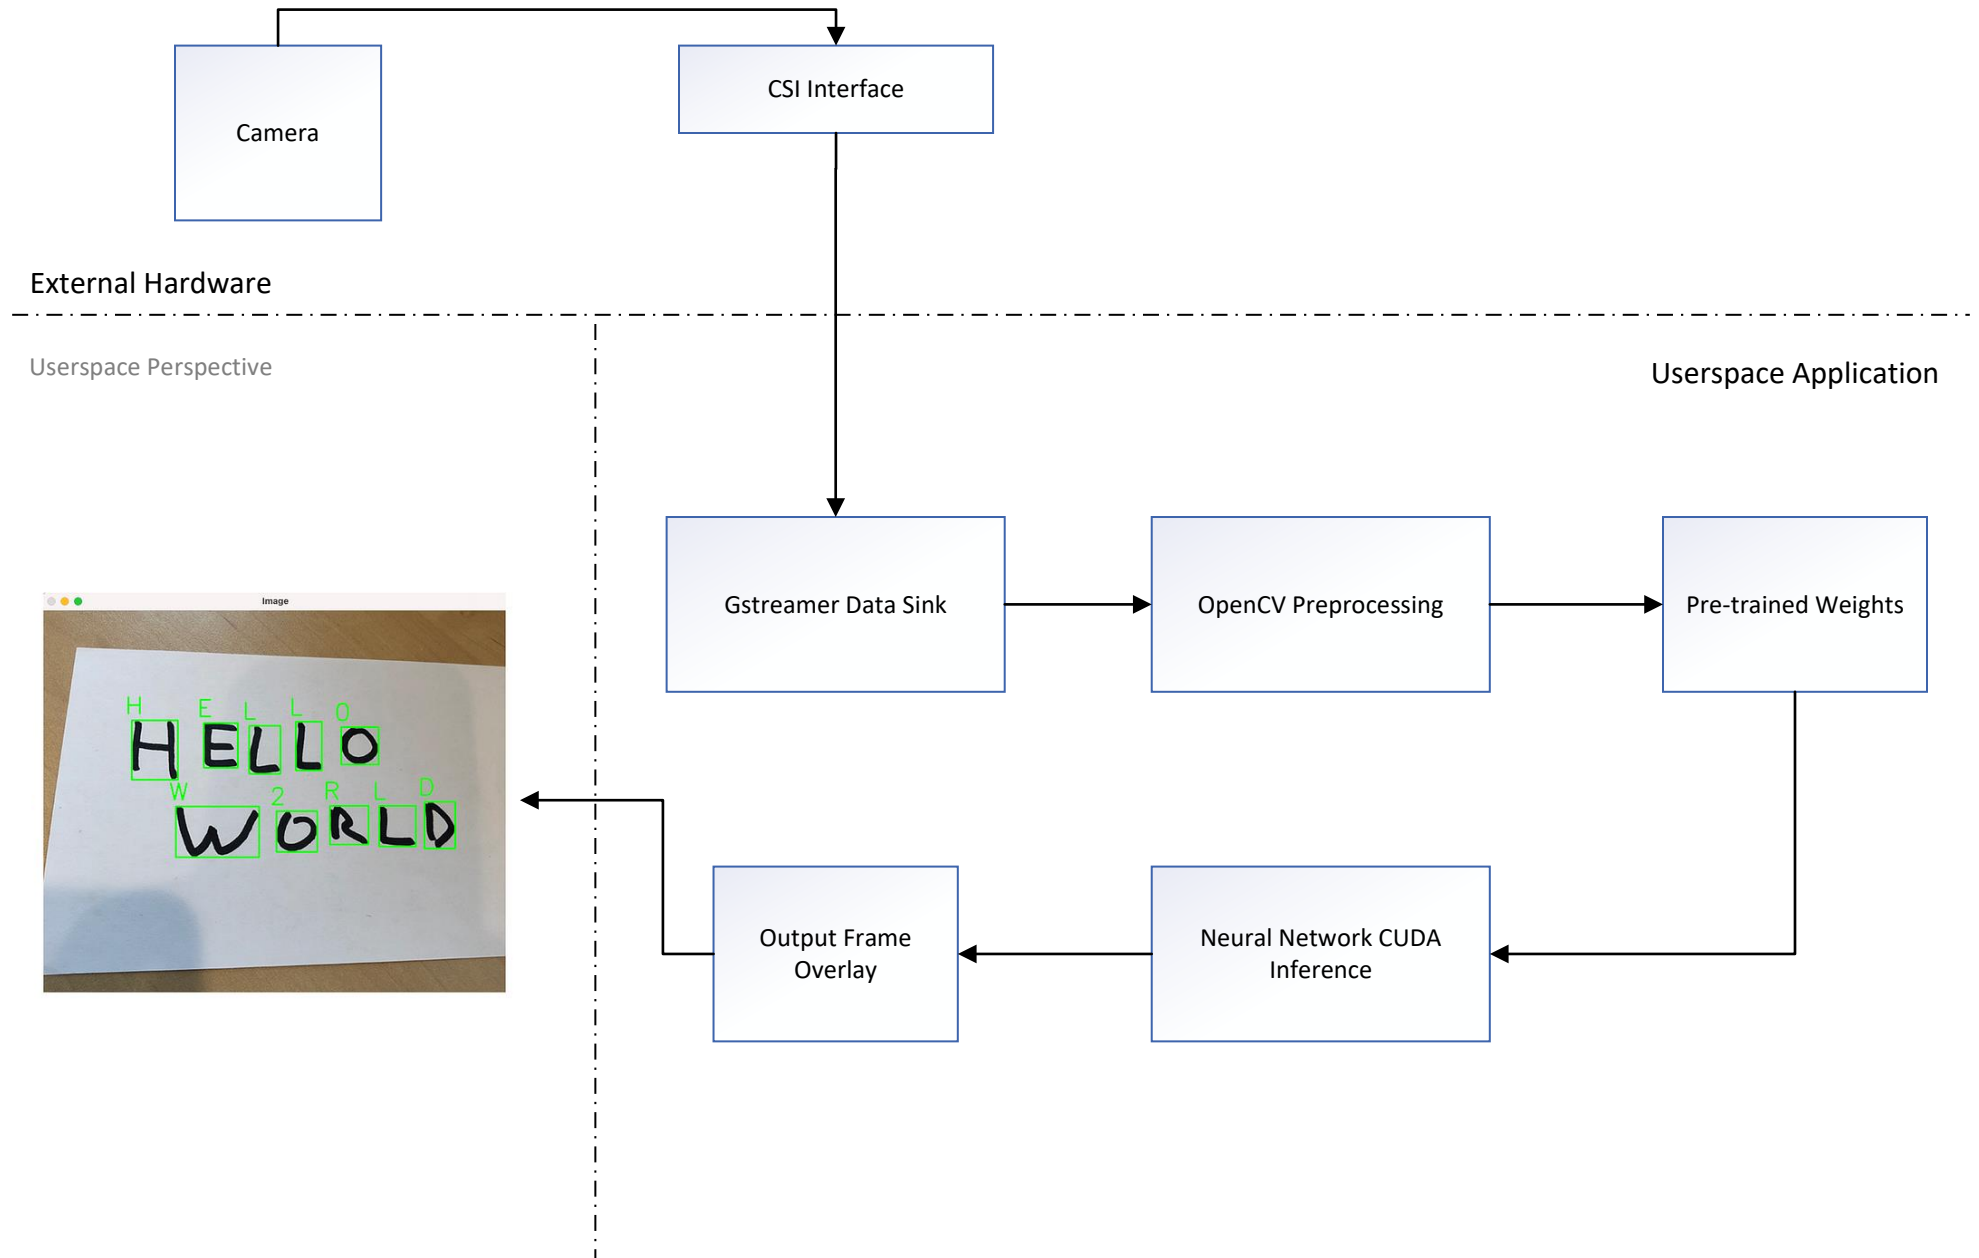 Camera
CSI Interface
External Hardware
Userspace Perspective
Userspace Application
Gstreamer Data Sink
OpenCV Preprocessing
Pre-trained Weights
Image
H E L L O
HELLO
W 2 R L D
WORLD
Output Frame
Overlay
Neural Network CUDA
Inference